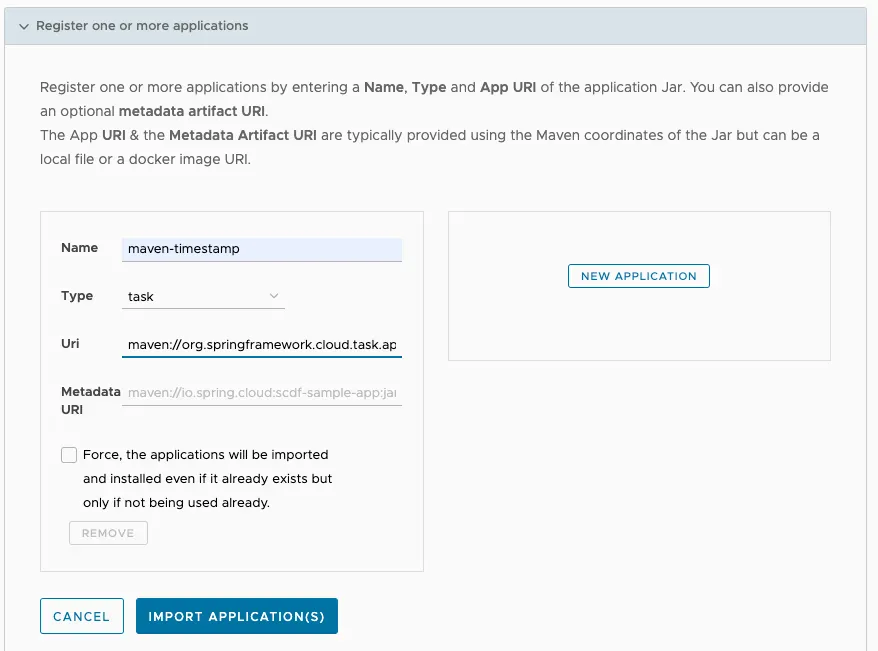 Register one or more applications
Register one or more applications by entering a Name, Type and App URI of the application Jar. You can also provide
an optional metadata artifact URI.
The App URI & the Metadata Artifact URI are typically provided using the Maven coordinates of the Jar but can be a
local file or a docker image URI.
Name
maven-timestamp
Type
task
Uri
maven://org.springframework.cloud.task.ap
Metadata
URI
maven://io.spring.cloud:scdf-sample-app:jar
Force, the applications will be imported
and installed even if it already exists but
only if not being used already.
REMOVE
NEW APPLICATION
CANCEL
IMPORT APPLICATION(S)